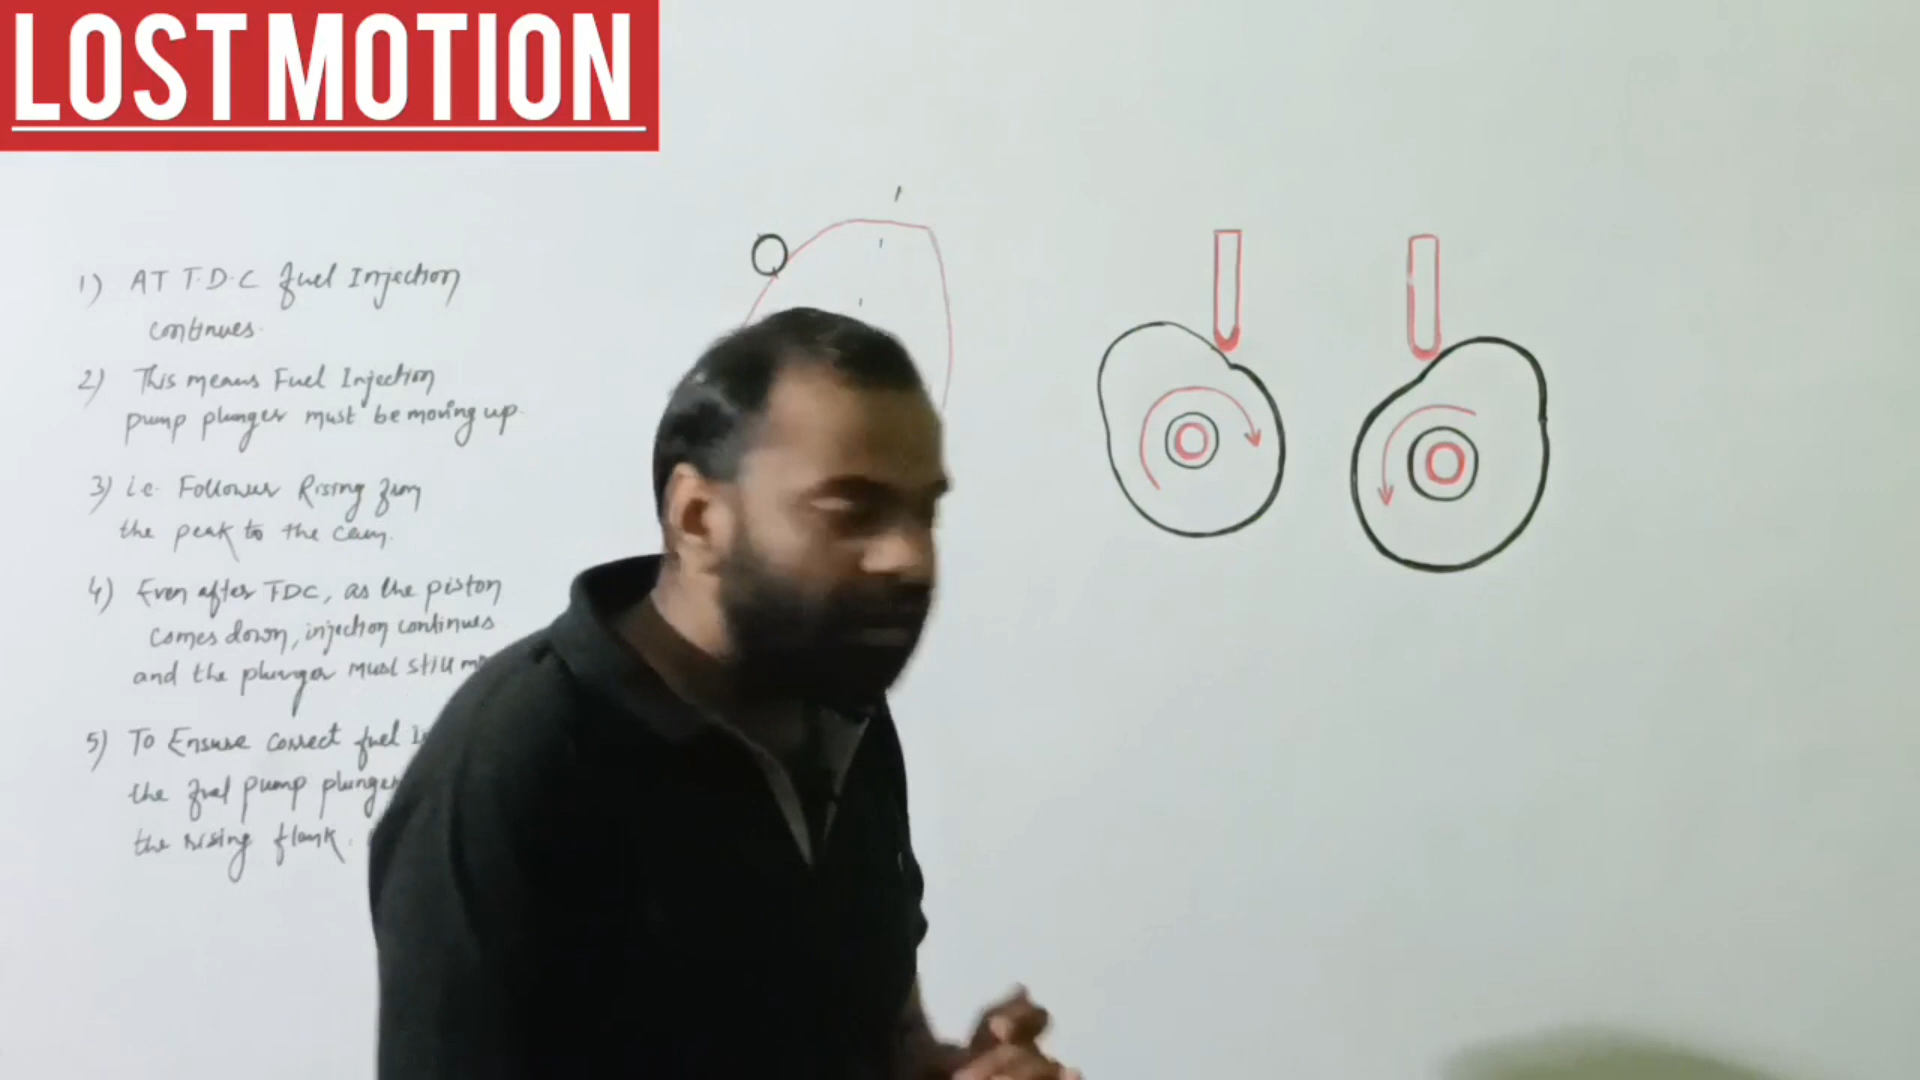 LOST MOTION
1) AT T.D.C fuel Injection
continues.
2) This means Fuel Injection
pump plunger must be moving up.
3) i.e. Follower Rising from
the peak to the cam.
4) Even after TDC, as the piston
comes down, injection continues
and the plunger must still
5) To Ensure correct fuel
the fuel pump plunger
the rising flank.